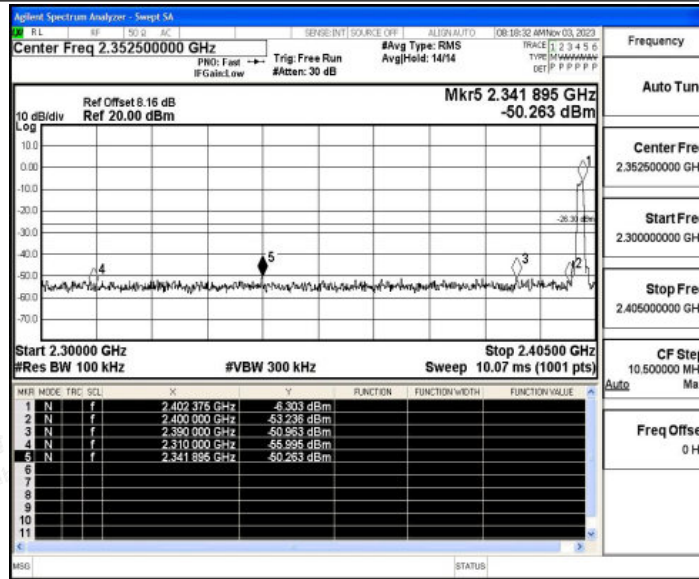 Agilent Spectrum Analyzer - Swept SA
RL RF 50 Ω AC SENSE:INT SOURCE OFF ALIGN AUTO 08:18:32 AM Nov 03, 2023
Center Freq 2.352500000 GHz
PNO: Fast
IFGain:Low
Trig: Free Run
#Atten: 30 dB
#Avg Type: RMS
Avg|Hold: 14/14
TRACE 1 2 3 4 5 6
TYPE M
DET P P P P P P
Ref Offset 8.16 dB
Ref 20.00 dBm
10 dB/div
Log
Mkr5 2.341 895 GHz
-50.263 dBm
10.0
0.00
-10.0
-20.0
-30.0
-40.0
-50.0
-60.0
-70.0
1
-26.30 dBm
5
3
2
4
Start 2.30000 GHz
Stop 2.40500 GHz
#Res BW 100 kHz
#VBW 300 kHz
Sweep 10.07 ms (1001 pts)
MKR MODE TRC SCL X Y FUNCTION FUNCTION WIDTH FUNCTION VALUE
1 N f 2.402 375 GHz -6.303 dBm
2 N f 2.400 000 GHz -53.236 dBm
3 N f 2.390 000 GHz -50.963 dBm
4 N f 2.310 000 GHz -55.995 dBm
5 N f 2.341 895 GHz -50.263 dBm
6
7
8
9
10
11
MSG
STATUS
Frequency
Auto Tun
Center Fre
2.352500000 GH
Start Fre
2.300000000 GH
Stop Fre
2.405000000 GH
CF Step
10.500000 MH
Auto Ma
Freq Offse
0 H